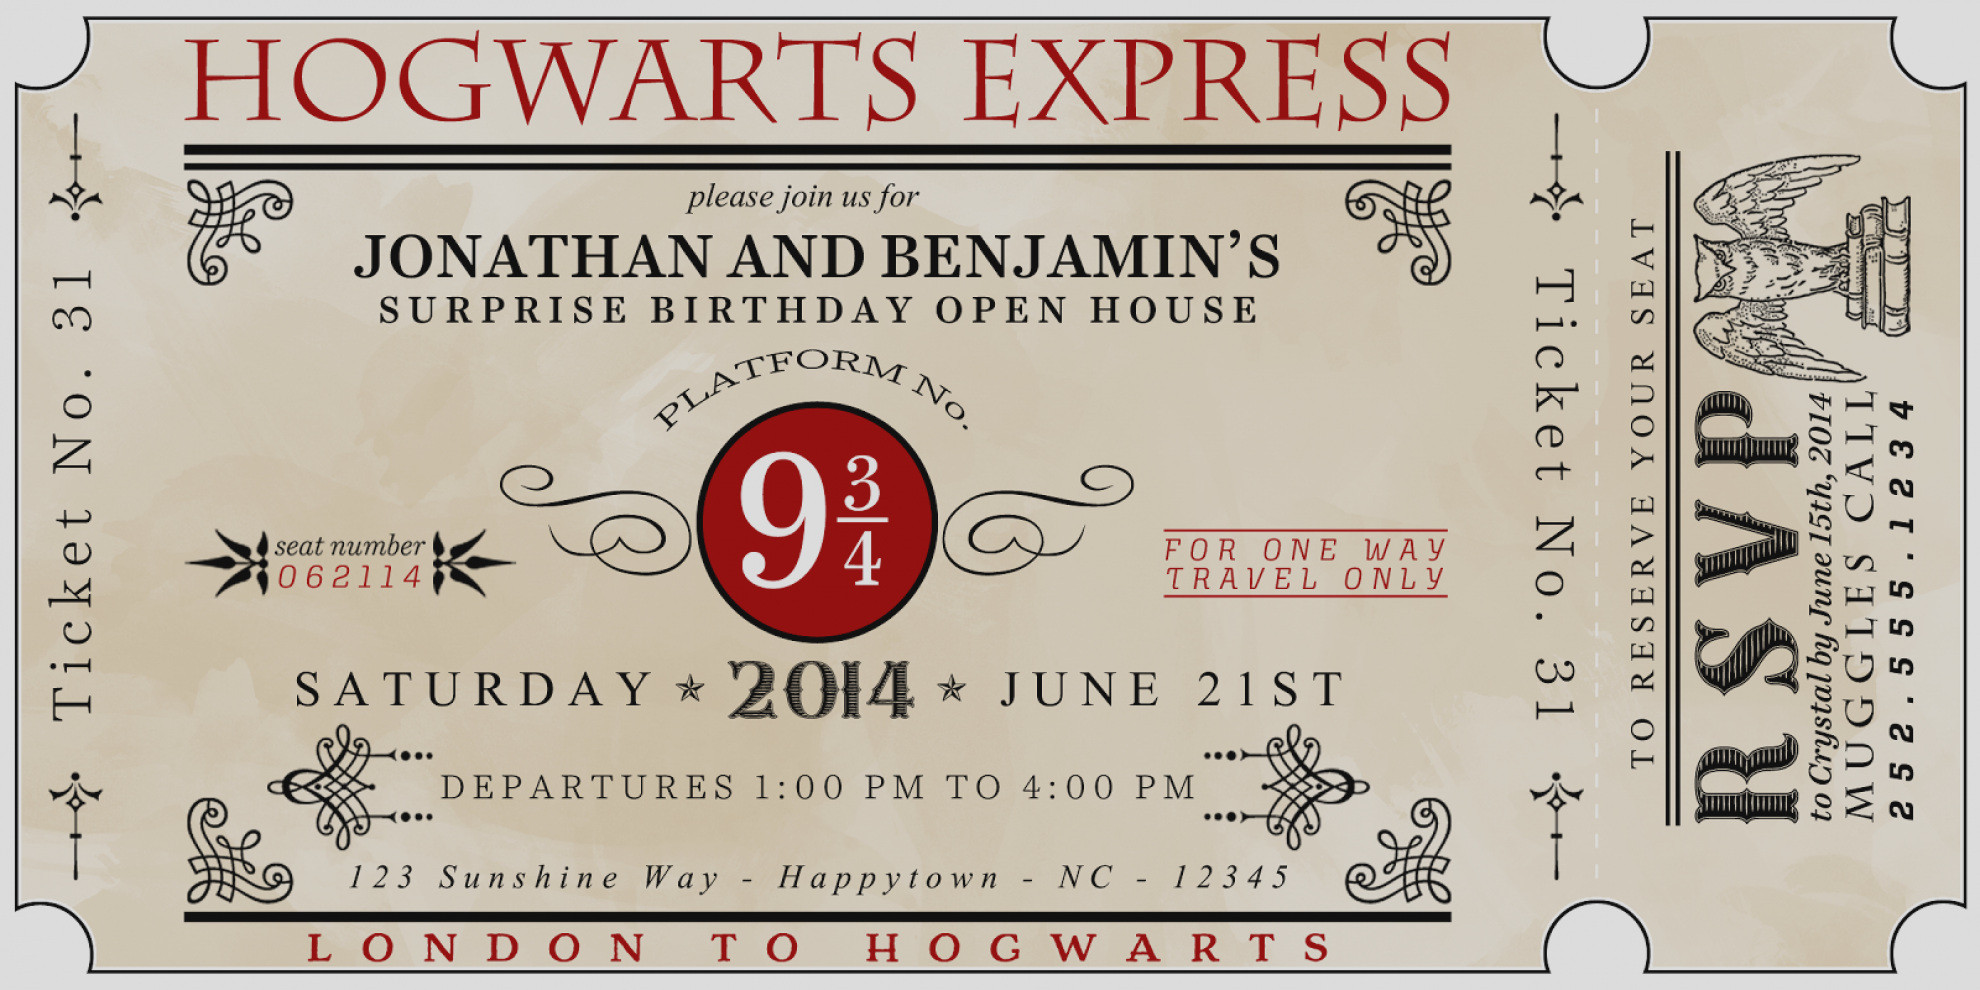 HOGWARTS EXPRESS
please join us for
JONATHAN AND BENJAMIN'S
SURPRISE BIRTHDAY OPEN HOUSE
PLATFORM No.
9 3/4
seat number
062114
FOR ONE WAY
TRAVEL ONLY
SATURDAY ☆ 2014 ☆ JUNE 21ST
DEPARTURES 1:00 PM TO 4:00 PM
123 Sunshine Way - Happytown - NC - 12345
LONDON TO HOGWARTS
Ticket No. 31
Ticket No. 31
TO RESERVE YOUR SEAT
RSVP
to Crystal by June 15th, 2014
MUGGLES CALL
252.555.1234